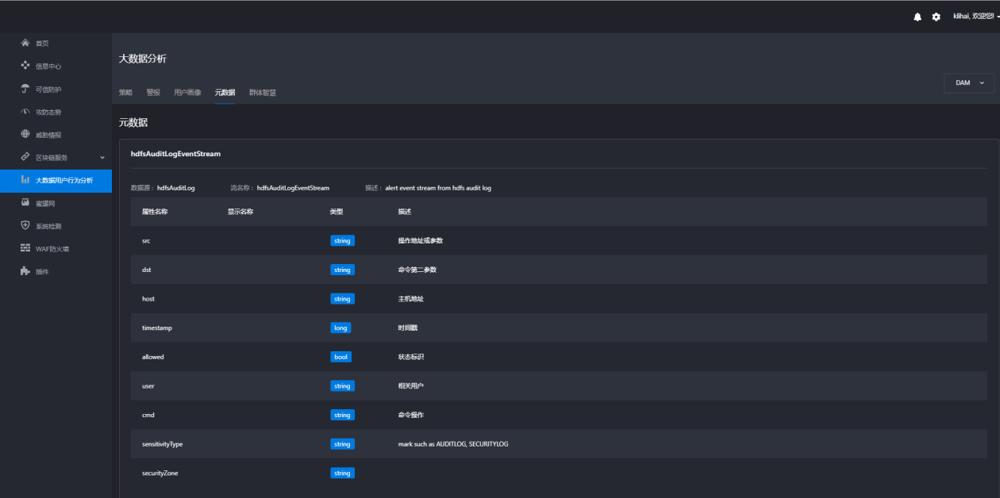 klihai, 欢迎您!
首页
信息中心
可信防护
攻防态势
威胁情报
区块链服务
大数据用户行为分析
蜜罐网
系统检测
WAF防火墙
插件
大数据分析
策略 警报 用户画像 元数据 群体智慧
DAM
元数据
hdfsAuditLogEventStream
数据源： hdfsAuditLog 流名称： hdfsAuditLogEventStream 描述： alert event stream from hdfs audit log
属性名称 显示名称 类型 描述
src string 操作地址或参数
dst string 命令第二参数
host string 主机地址
timestamp long 时间戳
allowed bool 状态标识
user string 相关用户
cmd string 命令操作
sensitivityType string mark such as AUDITLOG, SECURITYLOG
securityZone string